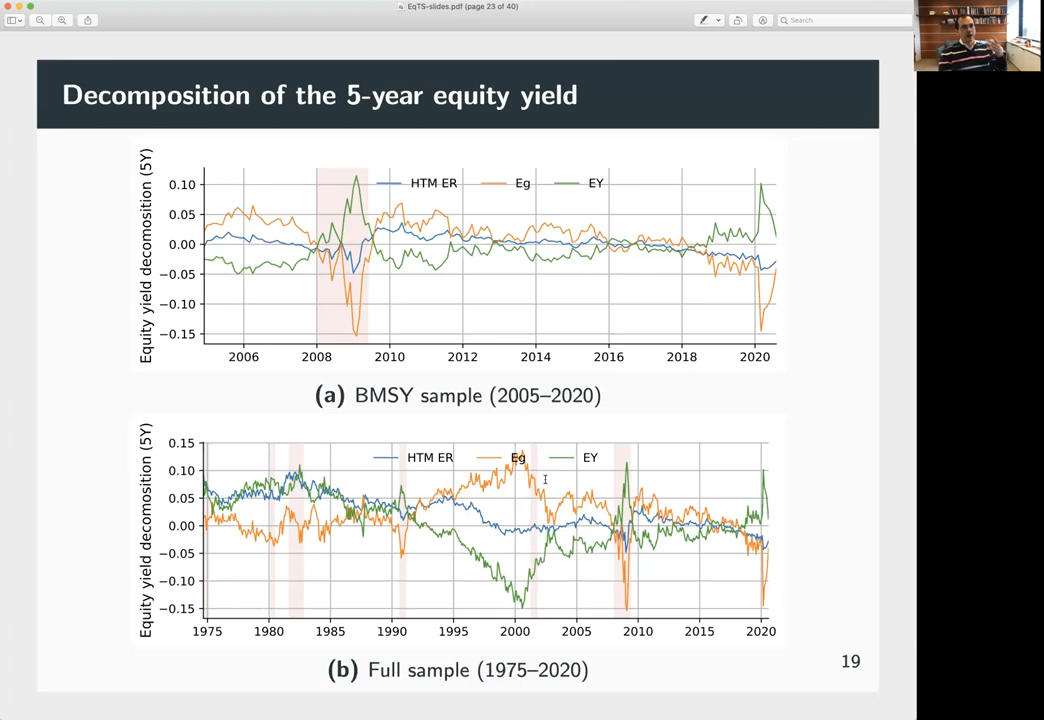 EqTS-slides.pdf (page 23 of 40)
Search
Decomposition of the 5-year equity yield
Equity yield decomosition (5Y)
HTM ER Eg EY
0.10
0.05
0.00
−0.05
−0.10
−0.15
2006 2008 2010 2012 2014 2016 2018 2020
(a) BMSY sample (2005–2020)
Equity yield decomosition (5Y)
HTM ER Eg EY
0.15
0.10
0.05
0.00
−0.05
−0.10
−0.15
1975 1980 1985 1990 1995 2000 2005 2010 2015 2020
(b) Full sample (1975–2020)
19